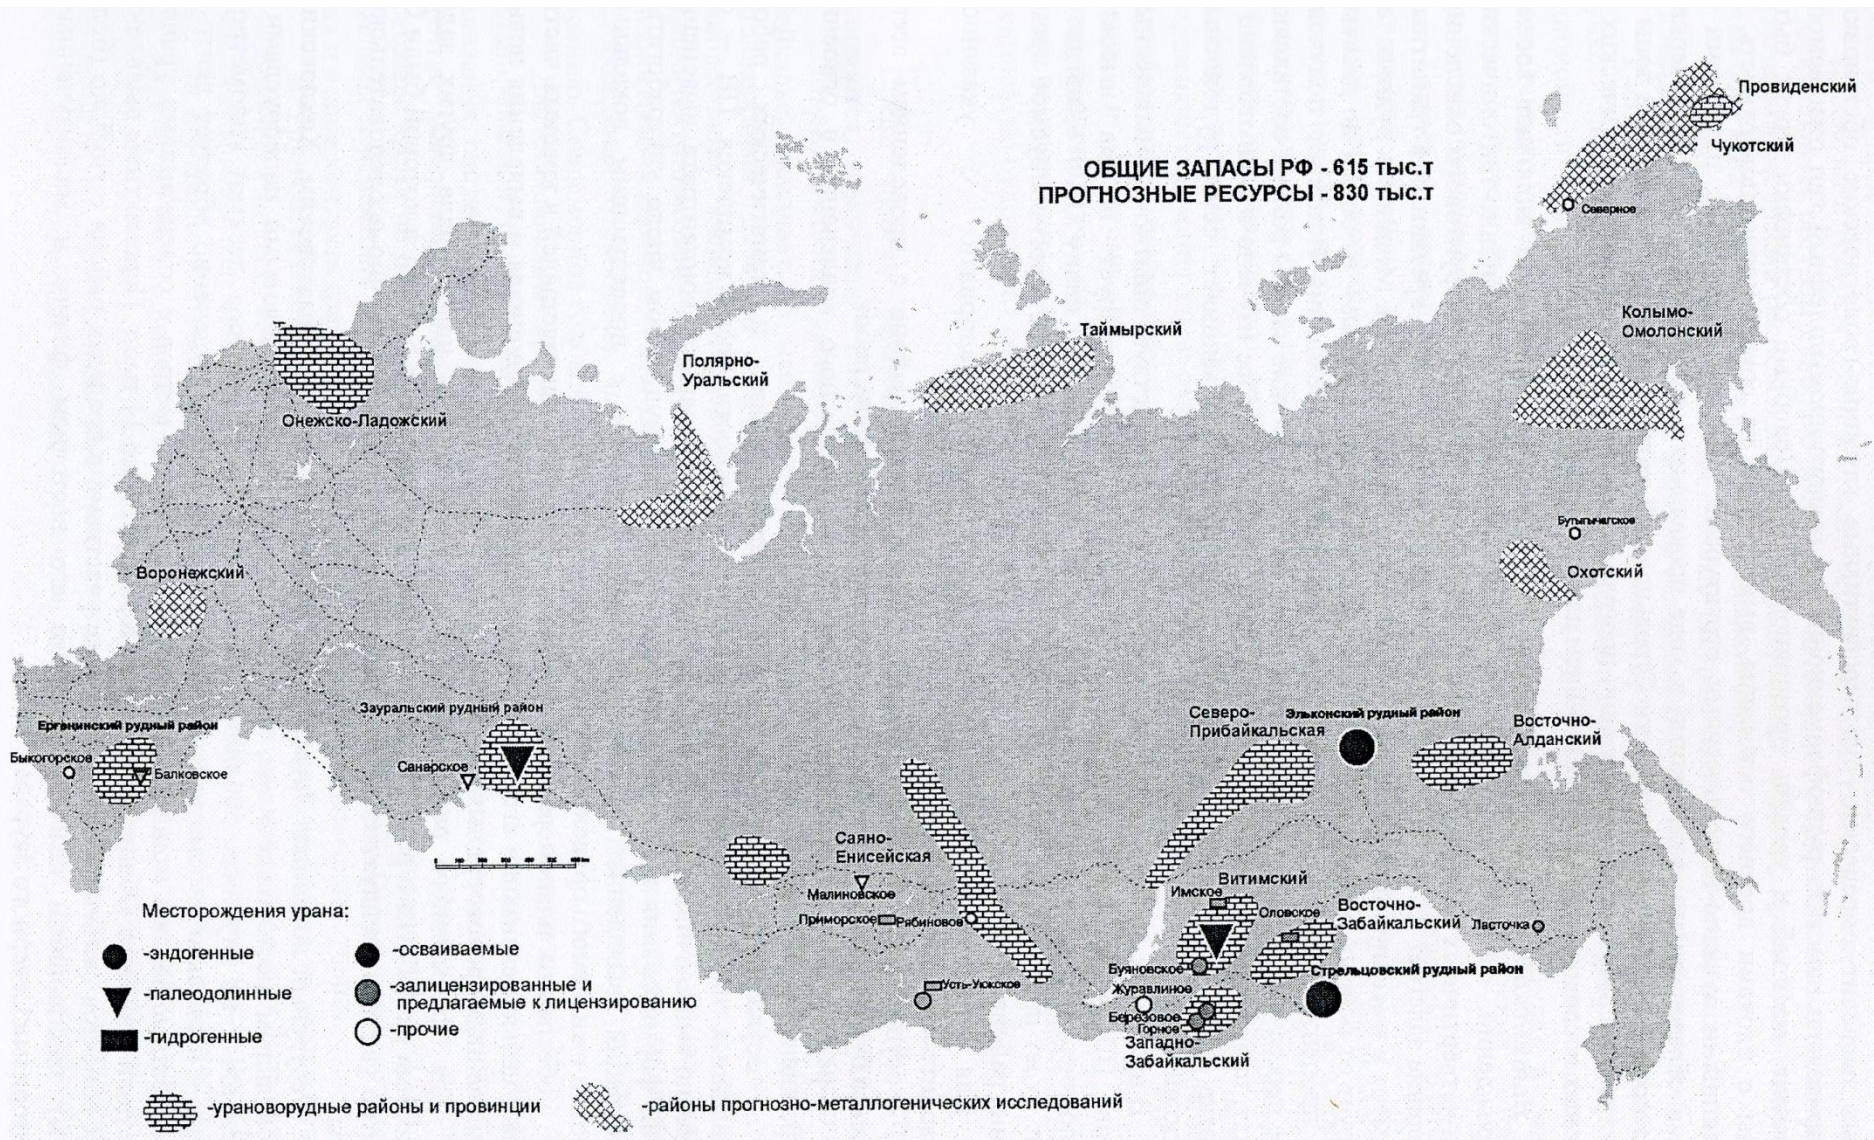 Провиденский
Чукотский
ОБЩИЕ ЗАПАСЫ РФ - 615 тыс.т
ПРОГНОЗНЫЕ РЕСУРСЫ - 830 тыс.т
Северное
Колымо-
Омолонский
Таймырский
Полярно-
Уральский
Онежско-Ладожский
Бутыгычагское
Охотский
Воронежский
Зауральский рудный район
Северо-
Прибайкальская
Эльконский рудный район
Восточно-
Алданский
Ергенинский рудный район
Быкогорское
Балковское
Санарское
Саяно-
Енисейская
Малиновское
Приморское
Рябиновое
Имское
Витимский
Оловское
Восточно-
Забайкальский
Ласточка
Буяновское
Стрельцовский рудный район
Усть-Уюкское
Журавлиное
Березовое
Горное
Западно-
Забайкальский
Месторождения урана:
-эндогенные
-палеодолинные
-гидрогенные
-осваиваемые
-залицензированные и
предлагаемые к лицензированию
-прочие
-урановорудные районы и провинции
-районы прогнозно-металлогенических исследований